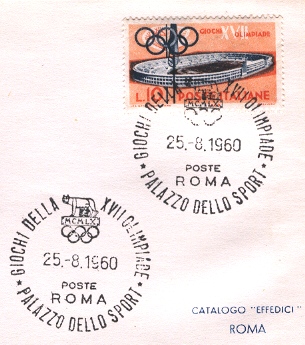 GIOCHI XVII OLIMPIADE
L.10 POSTE ITALIANE
GIOCHI DELLA XVII OLIMPIADE
MCMLX
25.-8.1960
POSTE
ROMA
* PALAZZO DELLO SPORT *
GIOCHI DELLA XVII OLIMPIADE
MCMLX
25.-8.1960
POSTE
ROMA
* PALAZZO DELLO SPORT *
CATALOGO "EFFEDICI"
ROMA